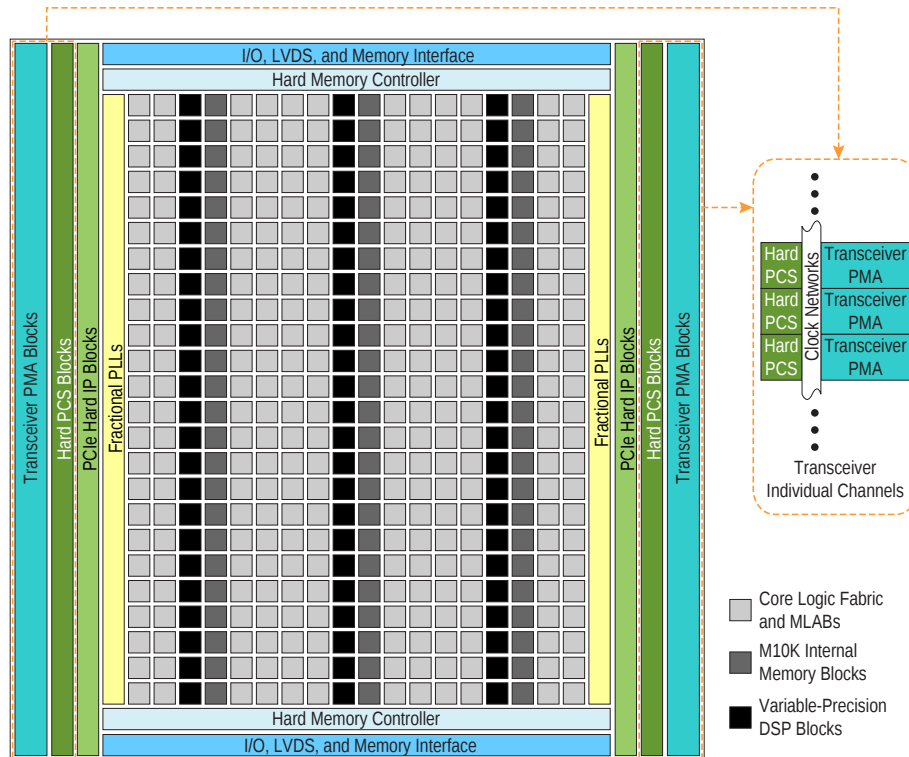 I/O, LVDS, and Memory Interface
Hard Memory Controller
Transceiver PMA Blocks
Hard PCS Blocks
PCIe Hard IP Blocks
Fractional PLLs
Fractional PLLs
PCIe Hard IP Blocks
Hard PCS Blocks
Transceiver PMA Blocks
Hard Memory Controller
I/O, LVDS, and Memory Interface
Hard
PCS
Hard
PCS
Hard
PCS
Clock Networks
Transceiver
PMA
Transceiver
PMA
Transceiver
PMA
Transceiver
Individual Channels
Core Logic Fabric
and MLABs
M10K Internal
Memory Blocks
Variable-Precision
DSP Blocks